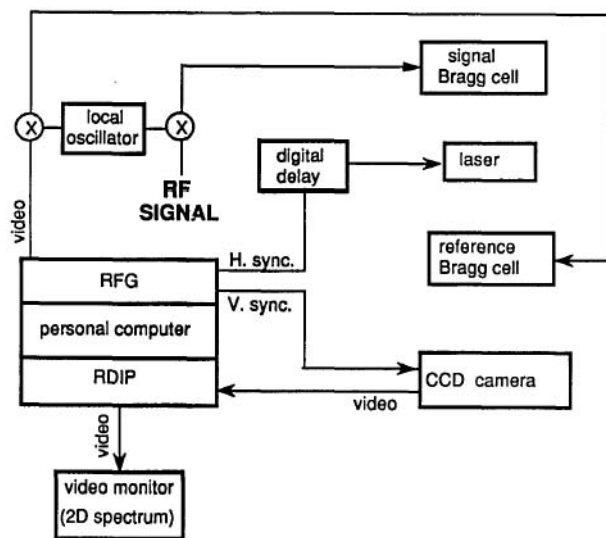 signal
Bragg cell
X
local
oscillator
X
RF
SIGNAL
digital
delay
laser
video
reference
Bragg cell
H. sync.
RFG
V. sync.
personal computer
RDIP
CCD camera
video
video
video monitor
(2D spectrum)